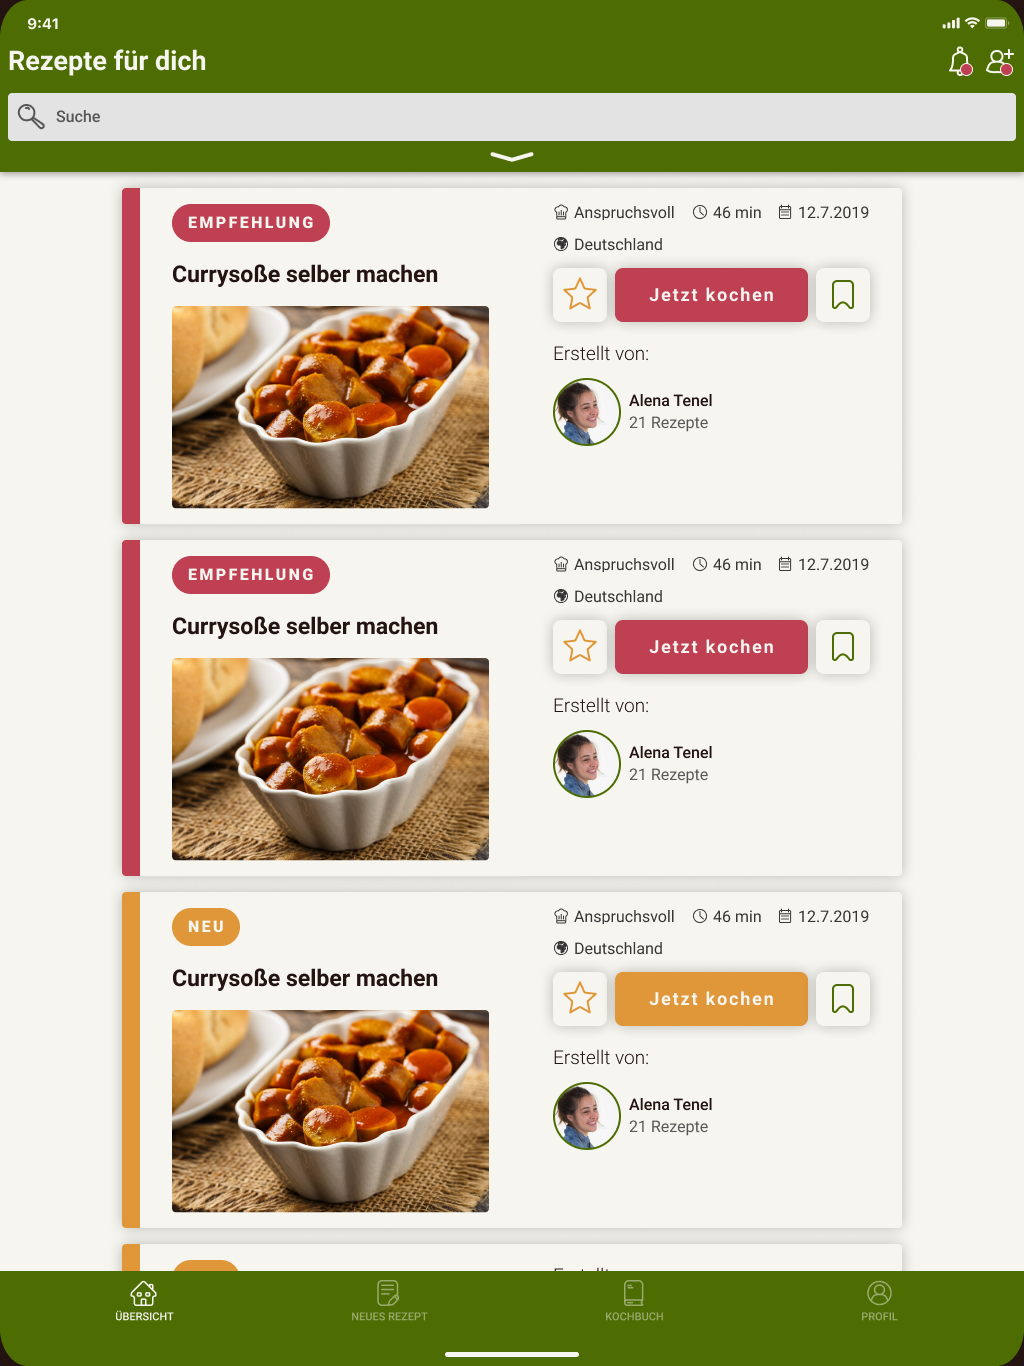 9:41
Rezepte für dich
Suche
EMPFEHLUNG
Currysoße selber machen
Anspruchsvoll 46 min 12.7.2019
Deutschland
Jetzt kochen
Erstellt von:
Alena Tenel
21 Rezepte
EMPFEHLUNG
Currysoße selber machen
Anspruchsvoll 46 min 12.7.2019
Deutschland
Jetzt kochen
Erstellt von:
Alena Tenel
21 Rezepte
NEU
Currysoße selber machen
Anspruchsvoll 46 min 12.7.2019
Deutschland
Jetzt kochen
Erstellt von:
Alena Tenel
21 Rezepte
ÜBERSICHT NEUES REZEPT KOCHBUCH PROFIL